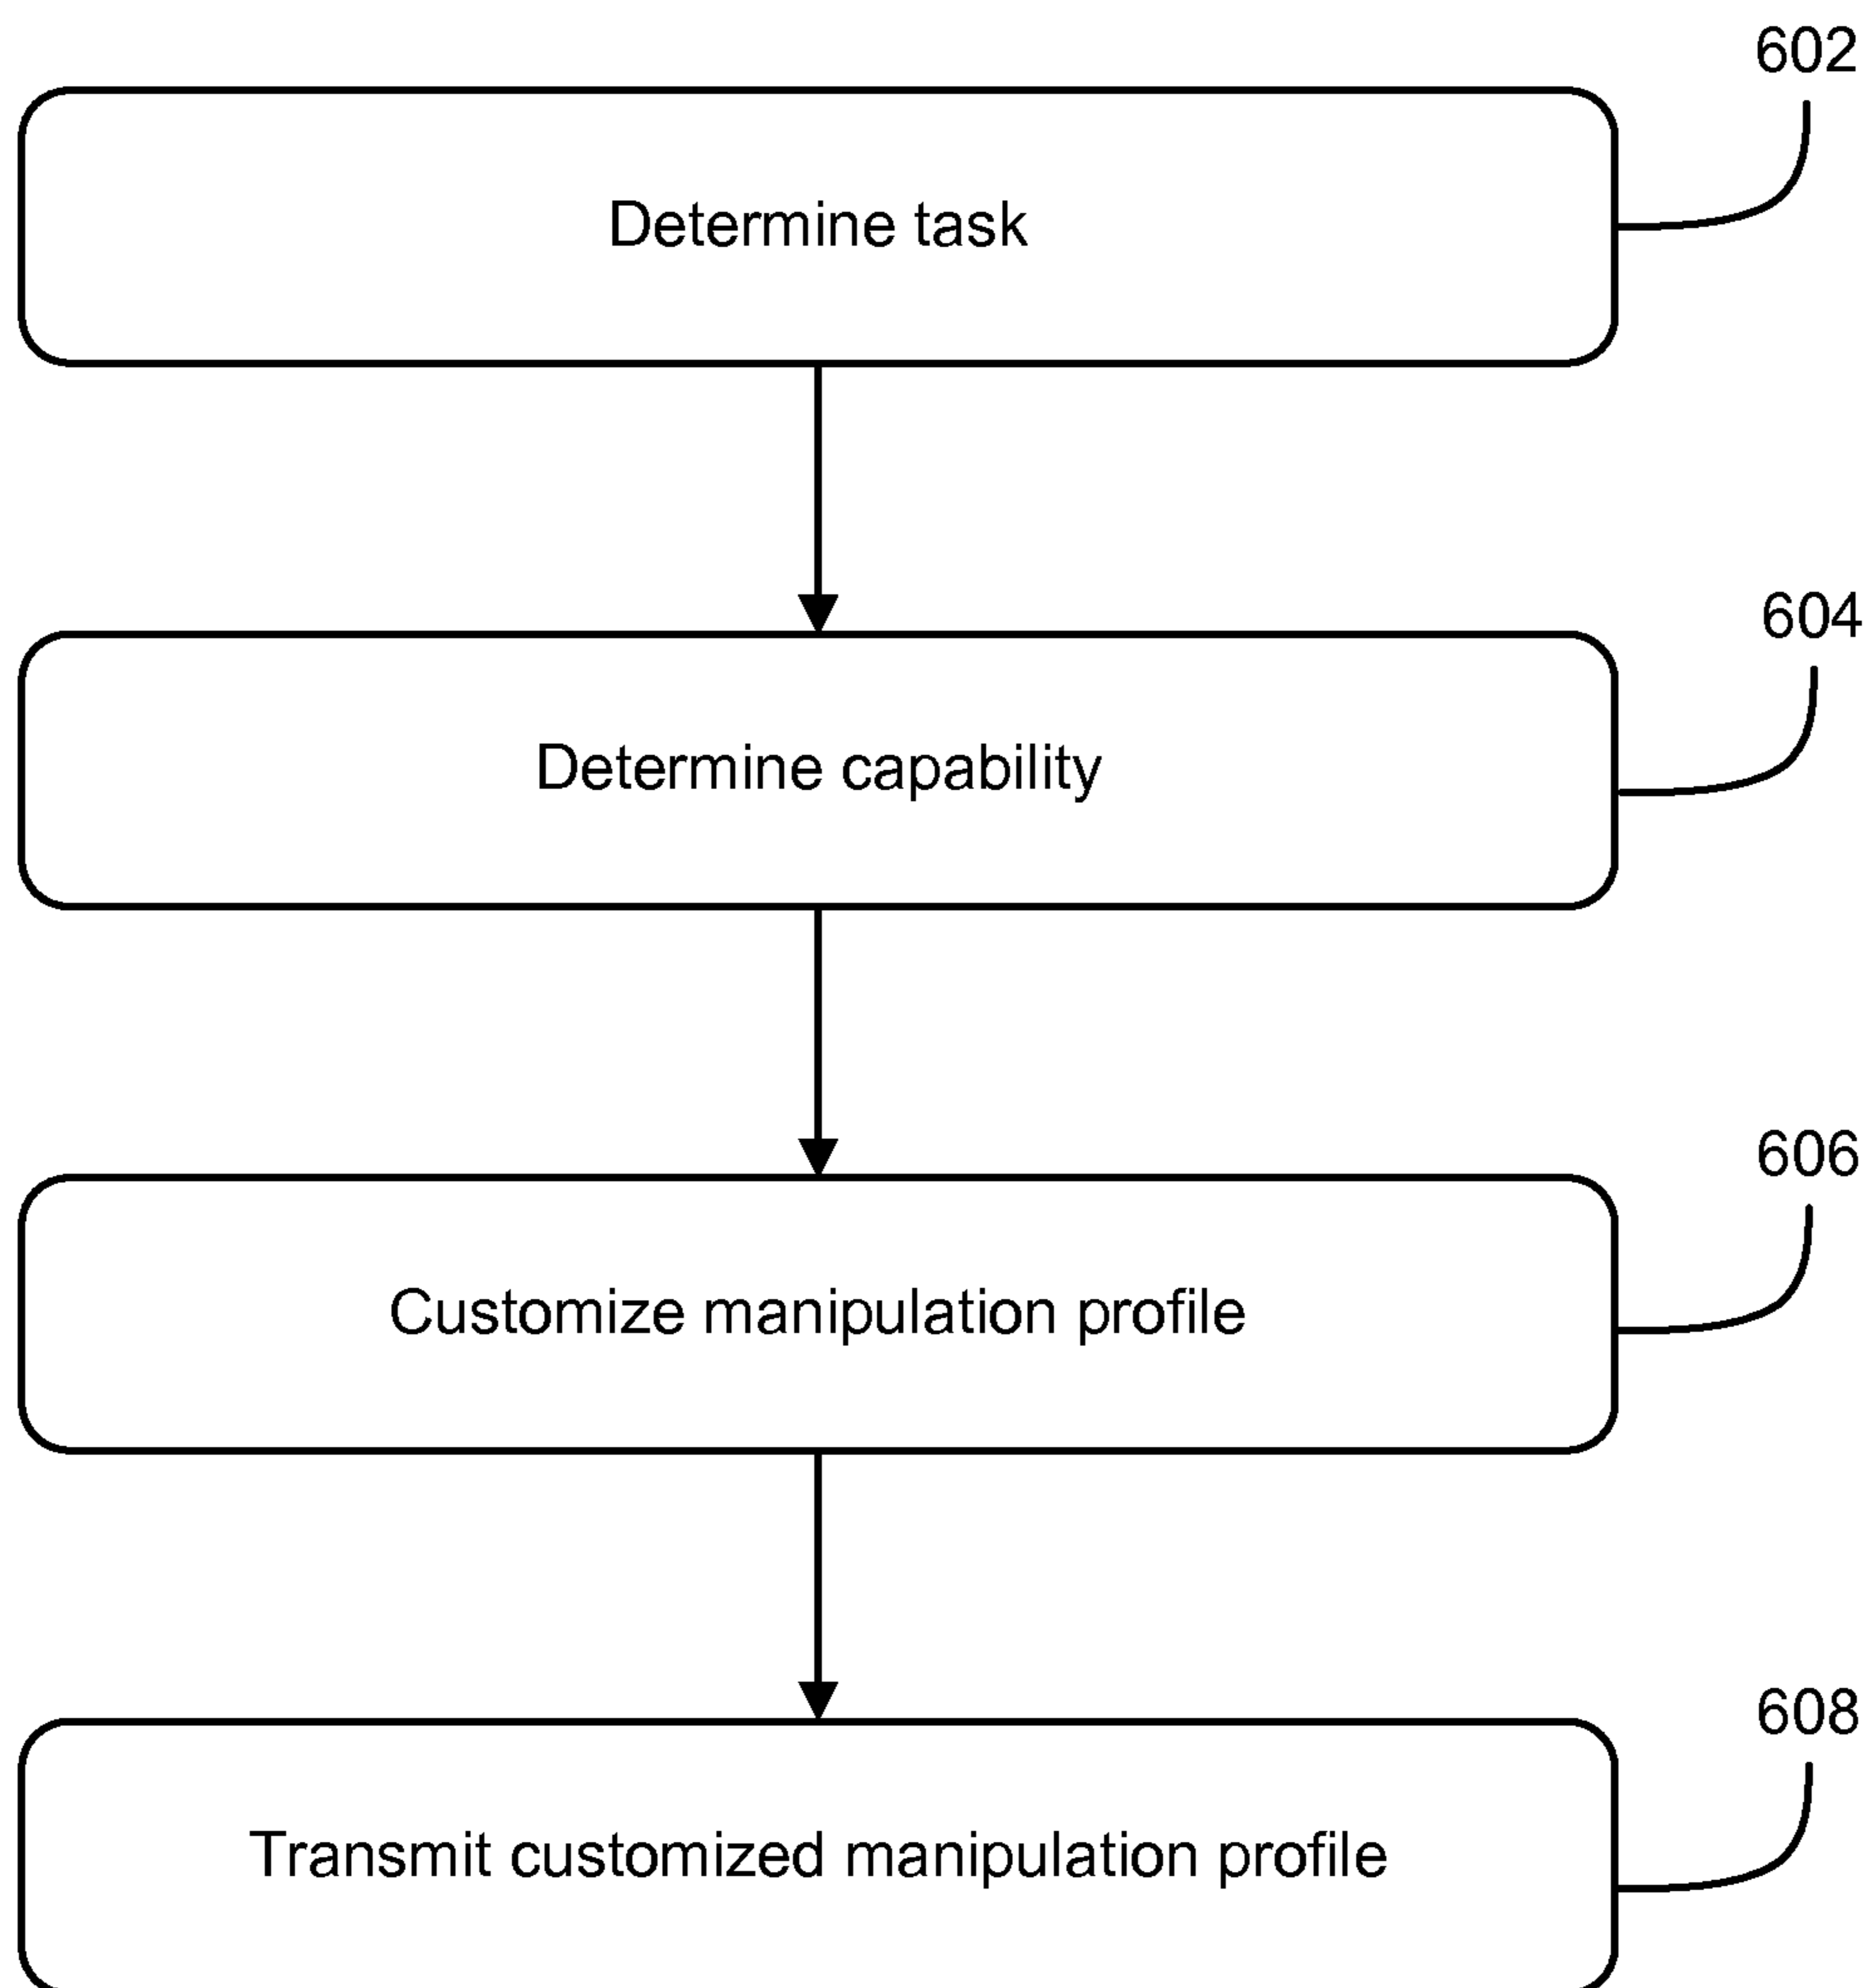 602
Determine task
604
Determine capability
606
Customize manipulation profile
608
Transmit customized manipulation profile